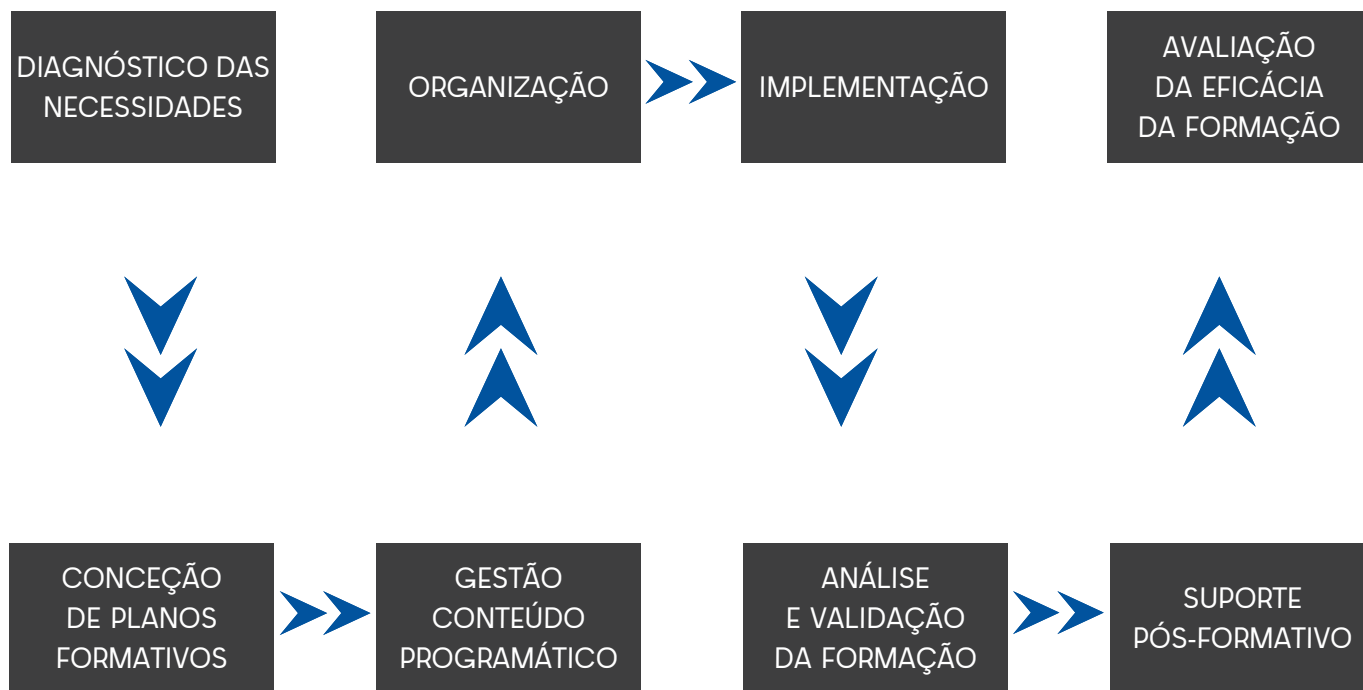 DIAGNÓSTICO DAS
NECESSIDADES
ORGANIZAÇÃO
IMPLEMENTAÇÃO
AVALIAÇÃO
DA EFICÁCIA
DA FORMAÇÃO
CONCEÇÃO
DE PLANOS
FORMATIVOS
GESTÃO
CONTEÚDO
PROGRAMÁTICO
ANÁLISE
E VALIDAÇÃO
DA FORMAÇÃO
SUPORTE
PÓS-FORMATIVO